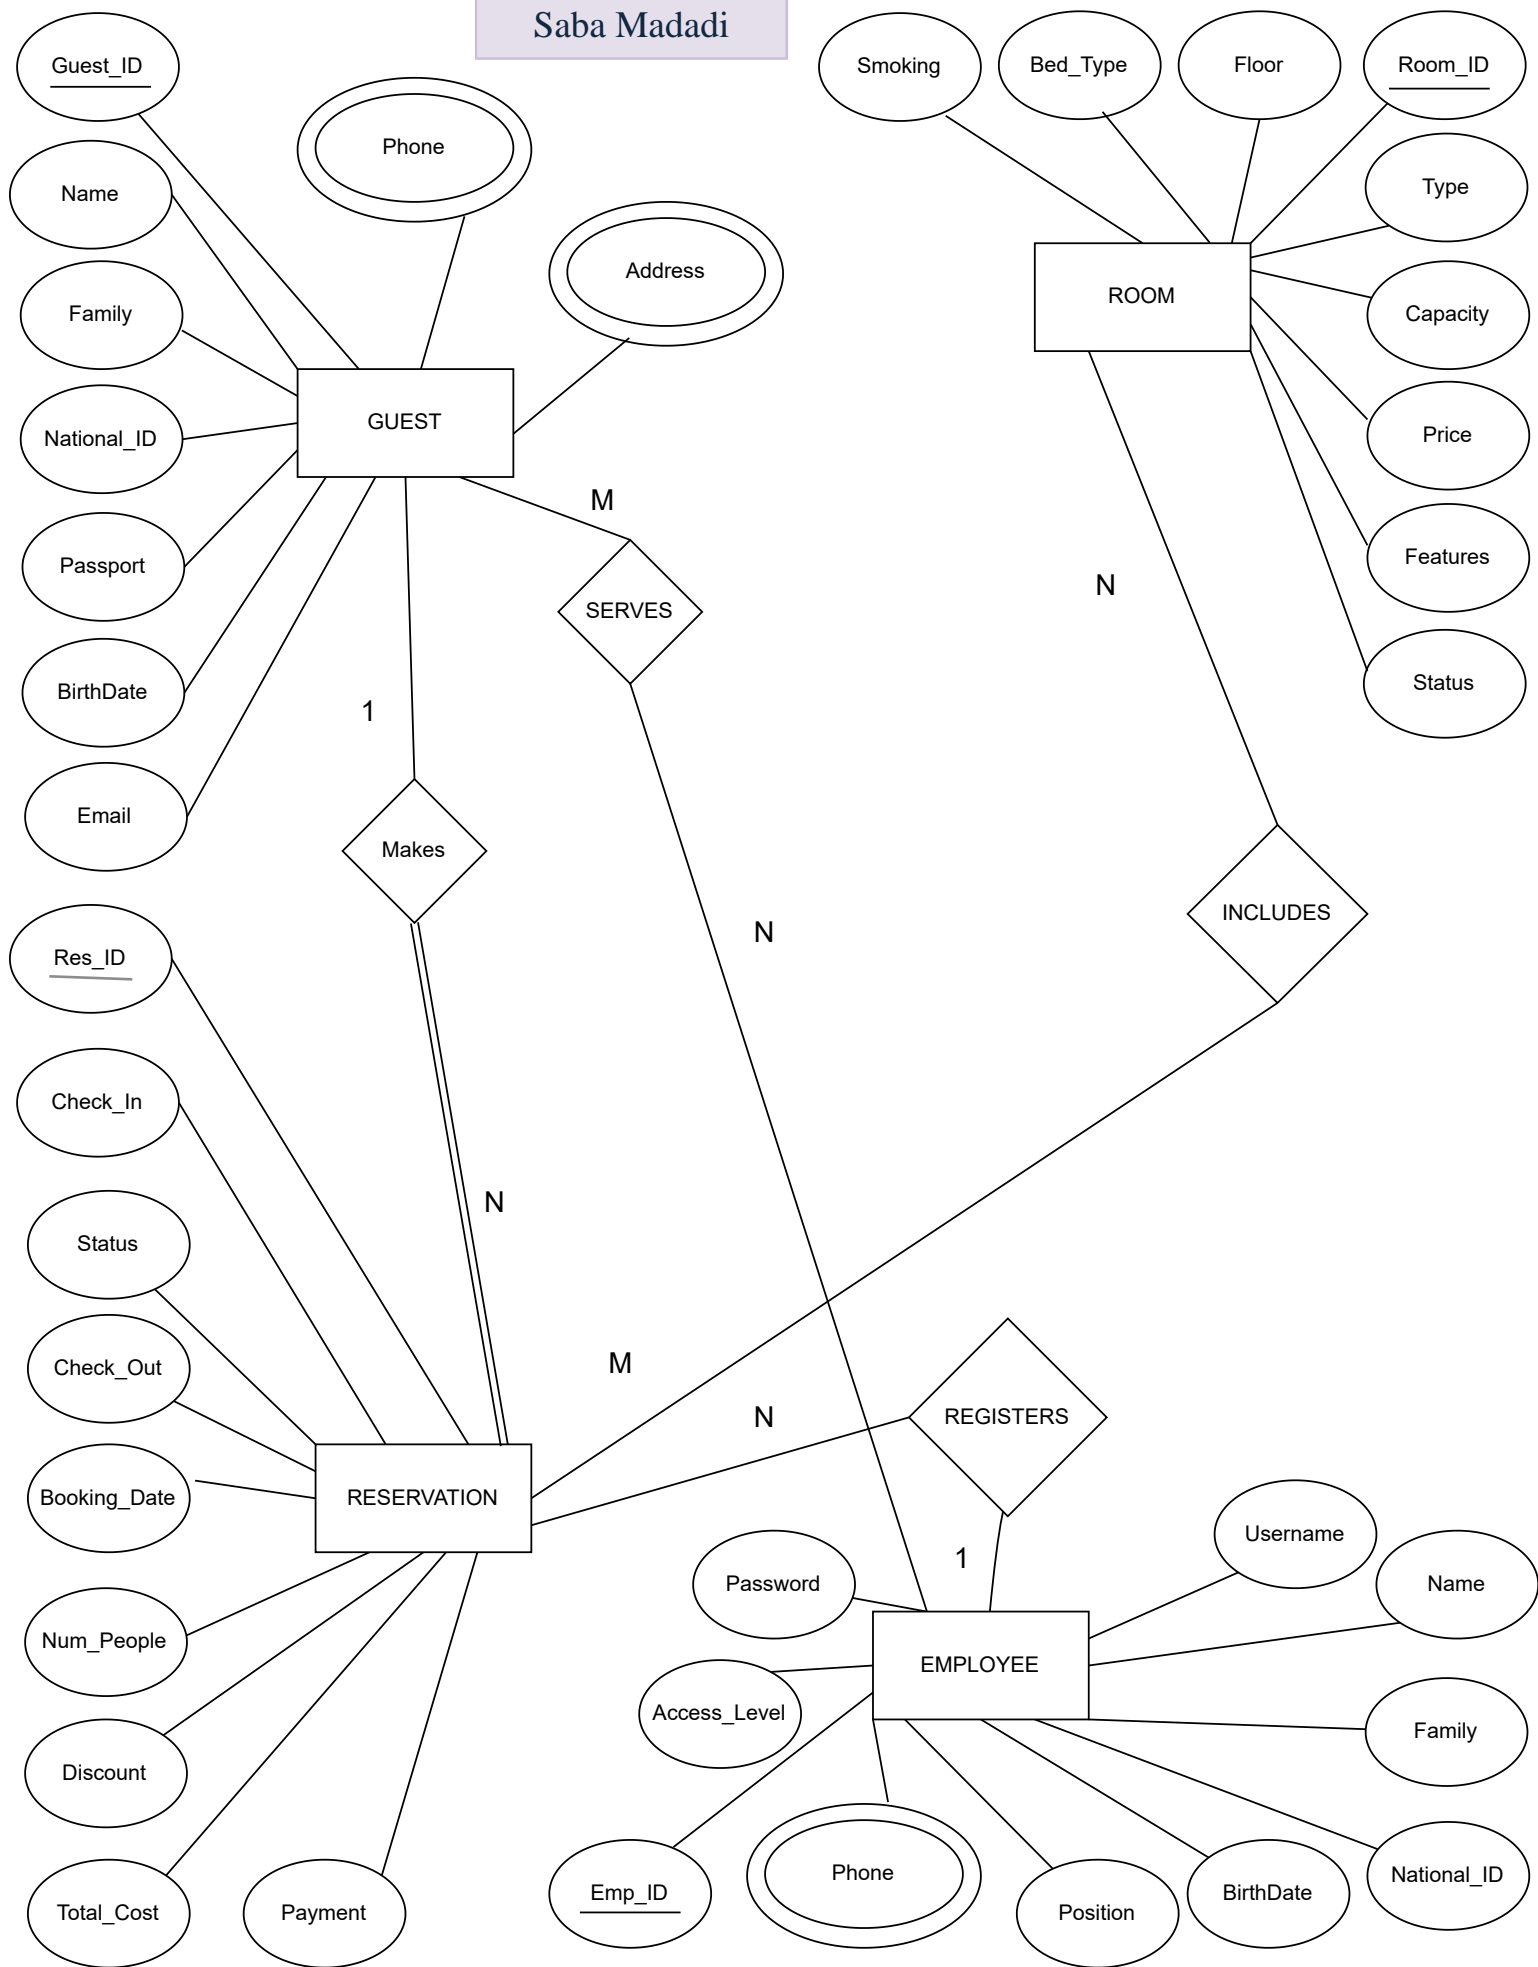 Saba Madadi
Guest_ID
Phone
Name
Address
Family
National_ID
GUEST
Passport
BirthDate
Email
Smoking
Bed_Type
Floor
Room_ID
Type
ROOM
Capacity
Price
Features
Status
M
SERVES
N
1
Makes
N
INCLUDES
N
M
Res_ID
Check_In
Status
Check_Out
Booking_Date
RESERVATION
Num_People
Discount
Total_Cost
Payment
N
REGISTERS
1
Password
Username
Name
EMPLOYEE
Access_Level
Family
Emp_ID
Phone
Position
BirthDate
National_ID